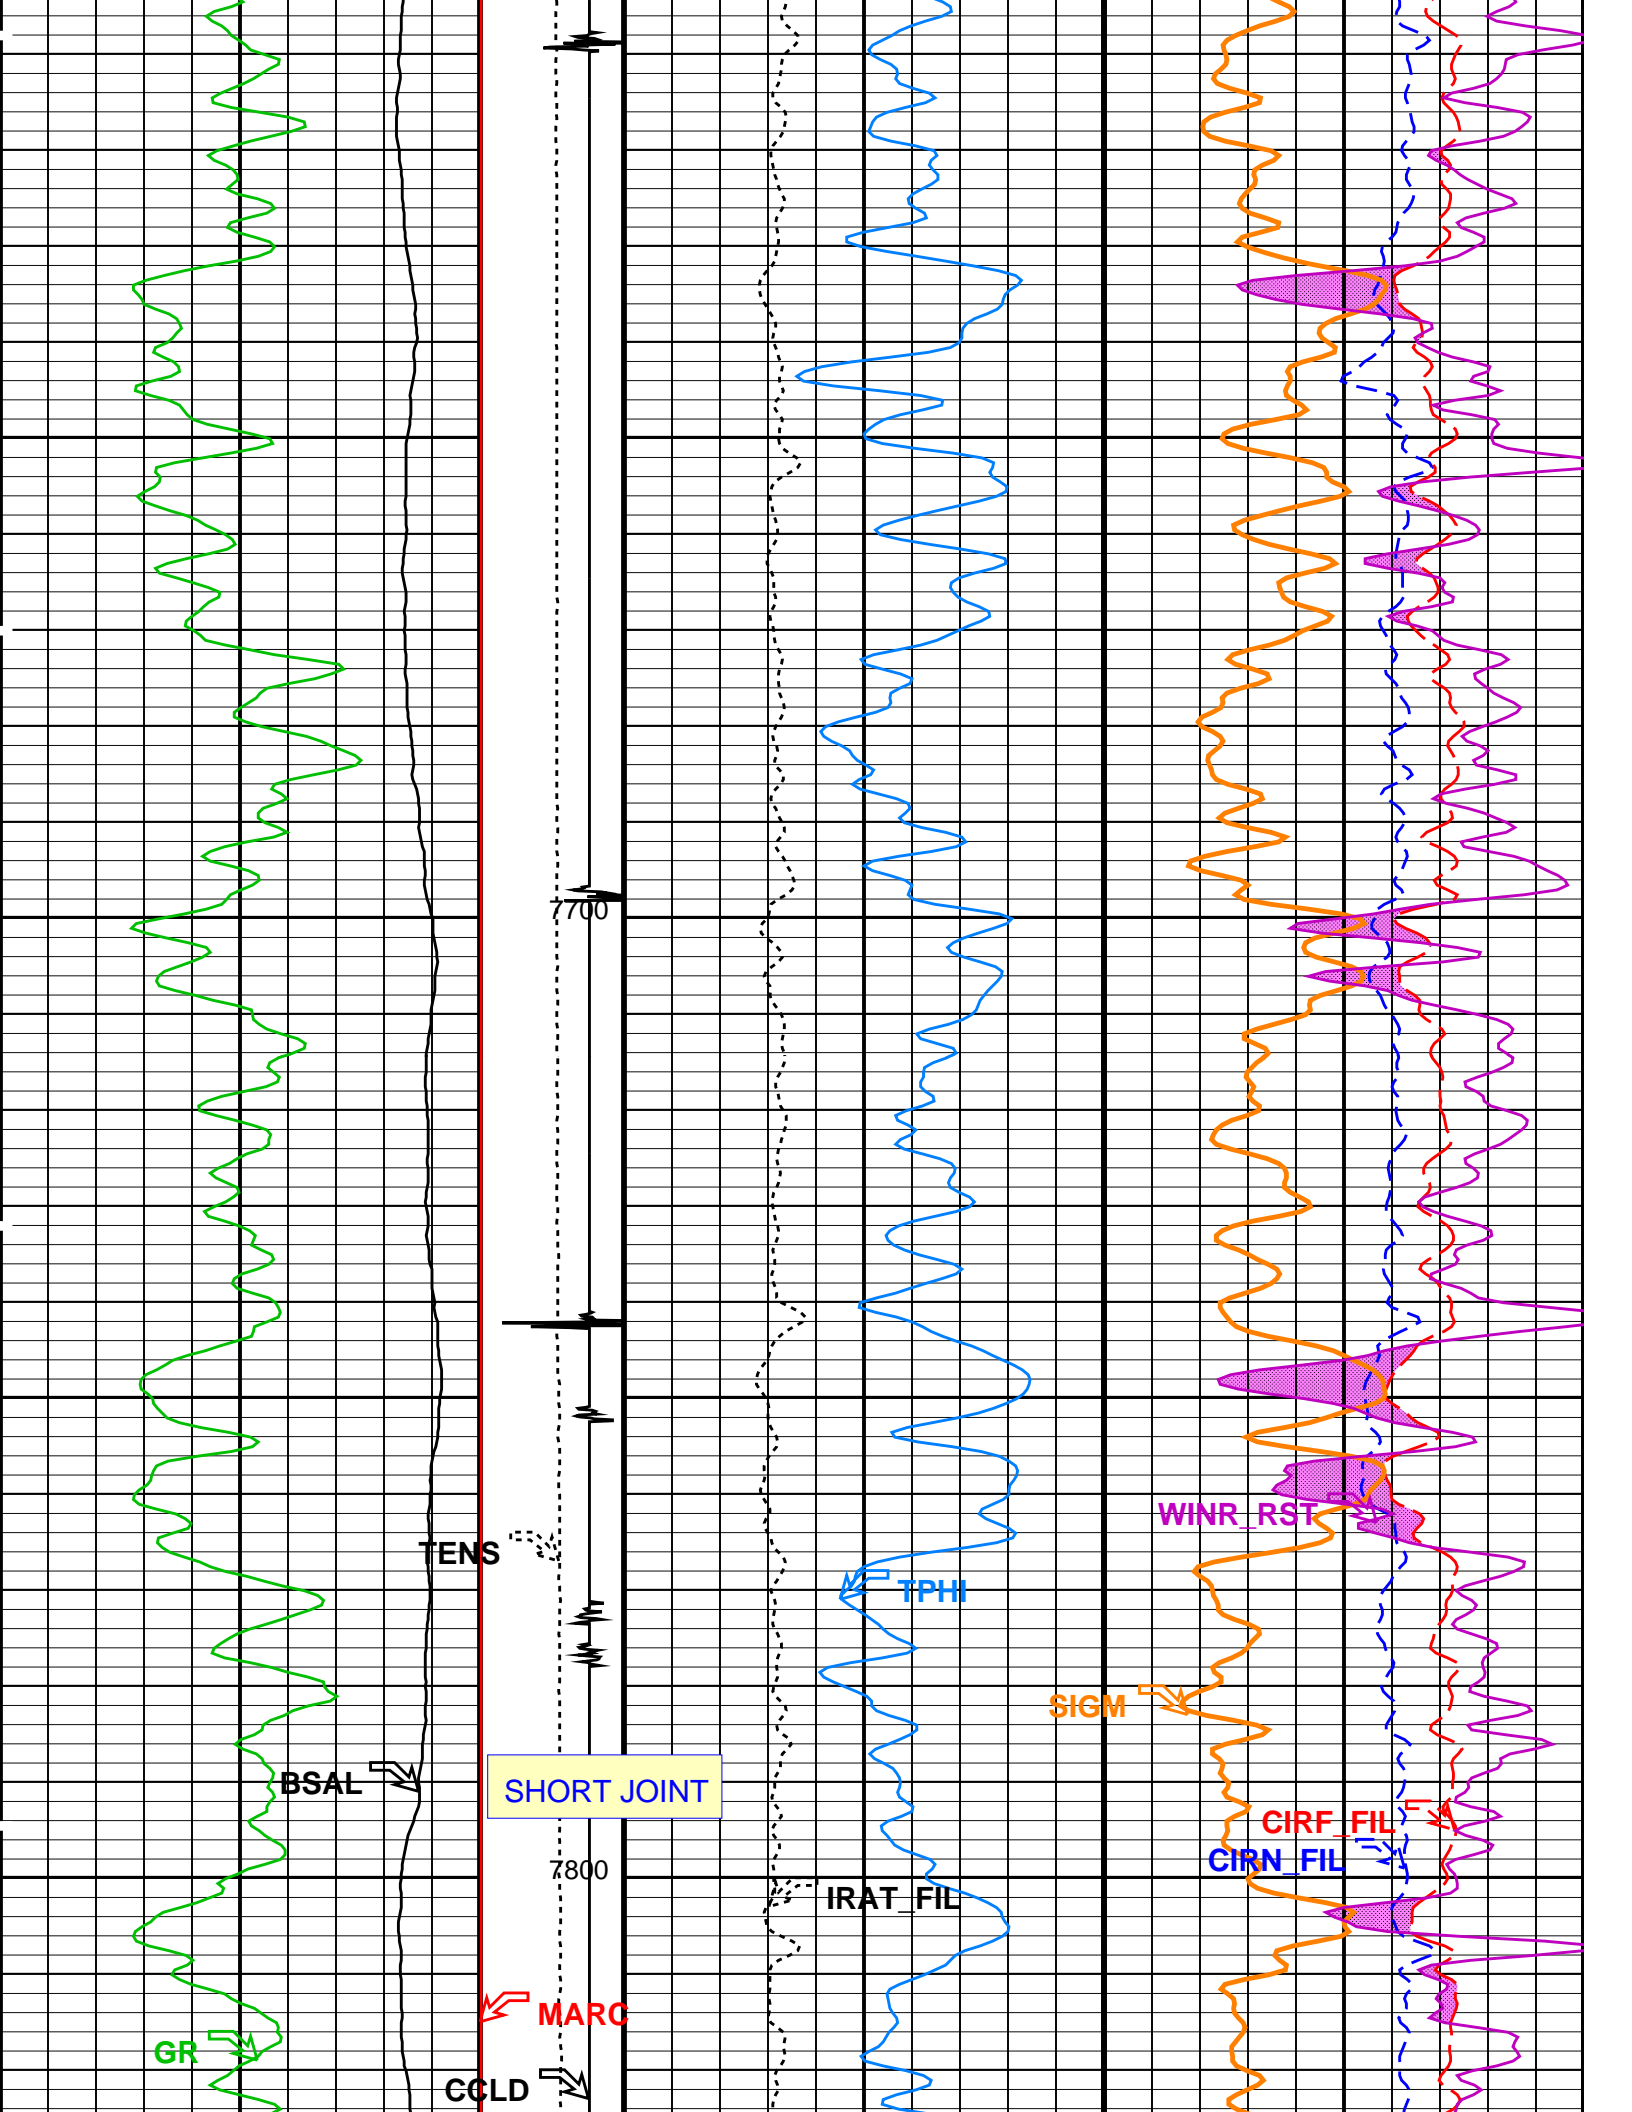 7700
WINR_RST
TENS
TPHI
SIGM
BSAL
SHORT JOINT
CIRF_FIL
CIRN_FIL
7800
IRAT_FIL
MARC
GR
CCLD